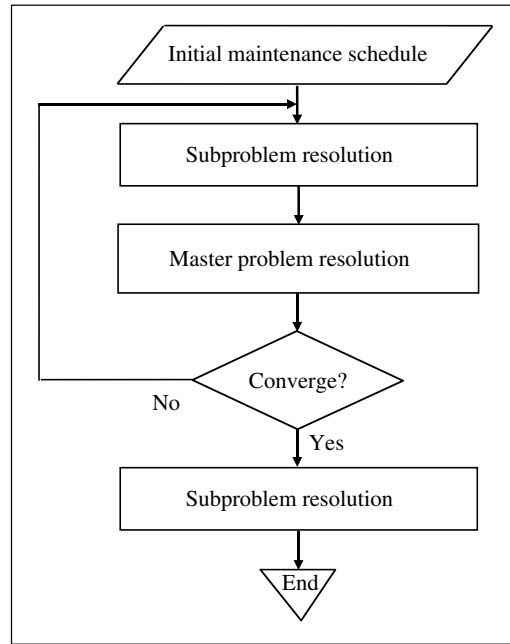 Initial maintenance schedule
Subproblem resolution
Master problem resolution
Converge?
No
Yes
Subproblem resolution
End